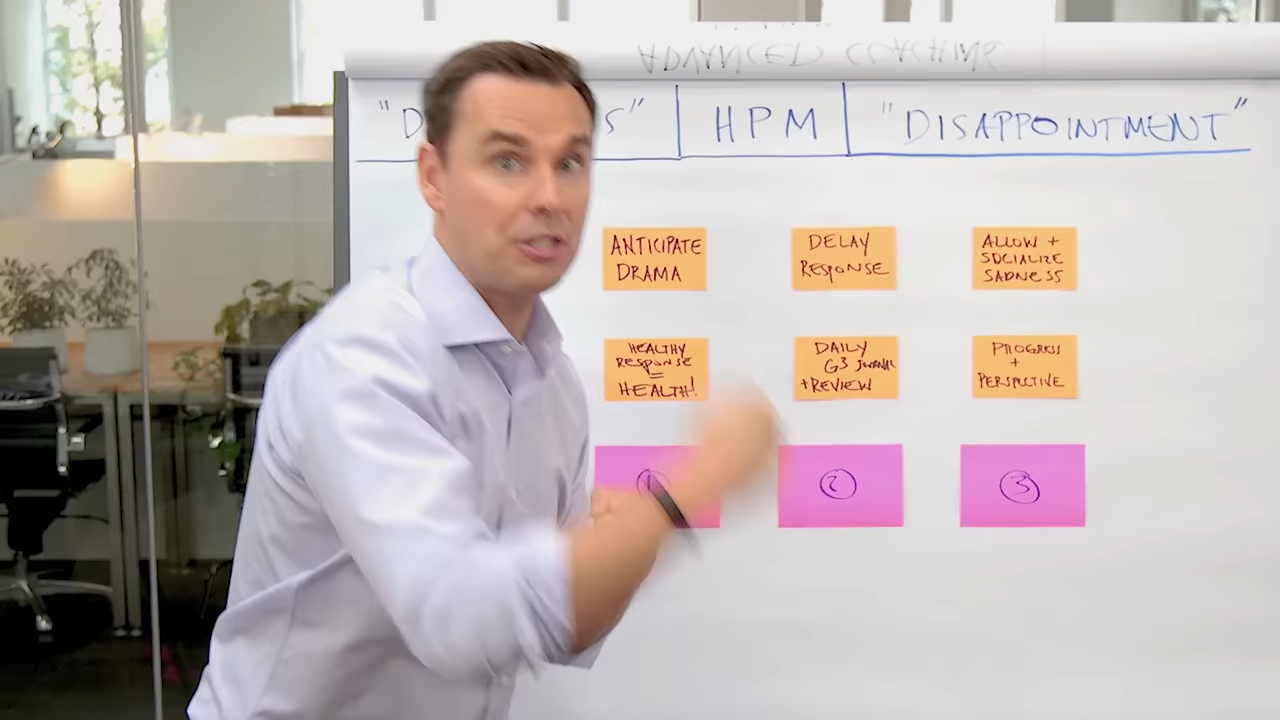 ADVANCED COACHING
"D S" HPM "DISAPPOINTMENT"
ANTICIPATE
DRAMA
DELAY
RESPONSE
ALLOW +
SOCIALIZE
SADNESS
HEALTHY
RESPONSE
=
HEALTH!
DAILY
G3 JOURNAL
+REVIEW
PROGRESS
+
PERSPECTIVE
1
2
3